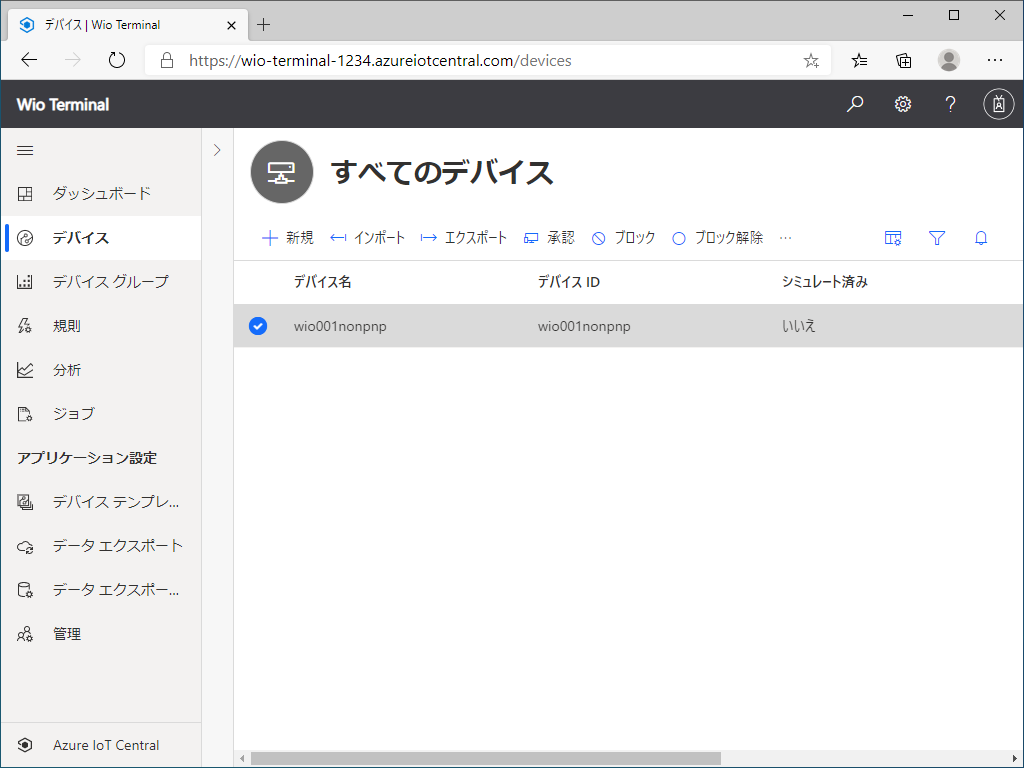 デバイス | Wio Terminal
https://wio-terminal-1234.azureiotcentral.com/devices
Wio Terminal
ダッシュボード
デバイス
デバイス グループ
規則
分析
ジョブ
アプリケーション設定
デバイス テンプレ...
データ エクスポート
データ エクスポー...
管理
Azure IoT Central
すべてのデバイス
新規 インポート エクスポート 承認 ブロック ブロック解除 ...
デバイス名 デバイス ID シミュレート済み
wio001nonpnp wio001nonpnp いいえ